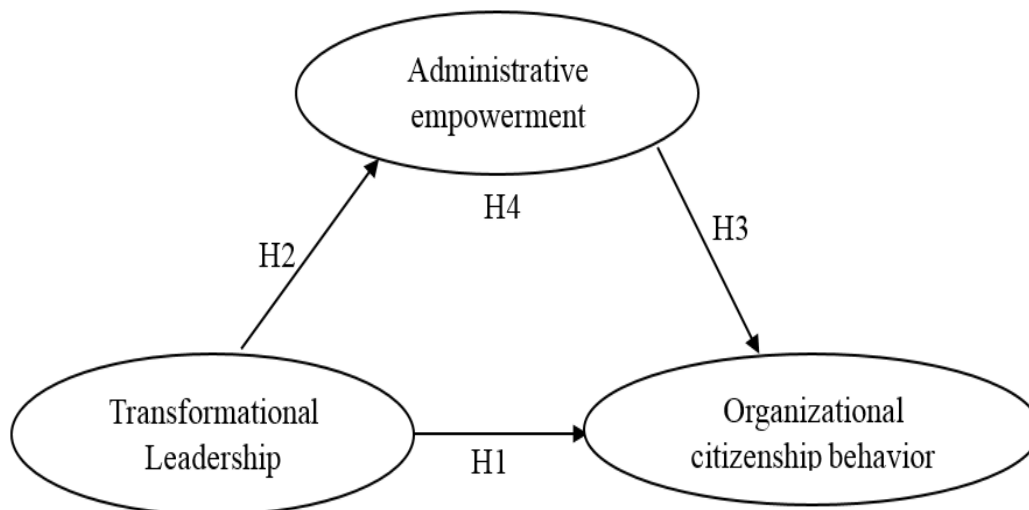 Administrative
empowerment
H4
H2
H3
Transformational
Leadership
H1
Organizational
citizenship behavior